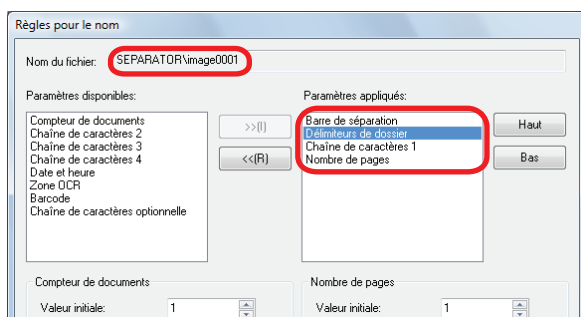 Règles pour le nom
Nom du fichier: SEPARATOR\image0001
Paramètres disponibles:
Compteur de documents
Chaîne de caractères 2
Chaîne de caractères 3
Chaîne de caractères 4
Date et heure
Zone OCR
Barcode
Chaîne de caractères optionnelle
>>(I)
<<(R)
Paramètres appliqués:
Barre de séparation
Délimiteurs de dossier
Chaîne de caractères 1
Nombre de pages
Haut
Bas
Compteur de documents
Valeur initiale: 1
Nombre de pages
Valeur initiale: 1